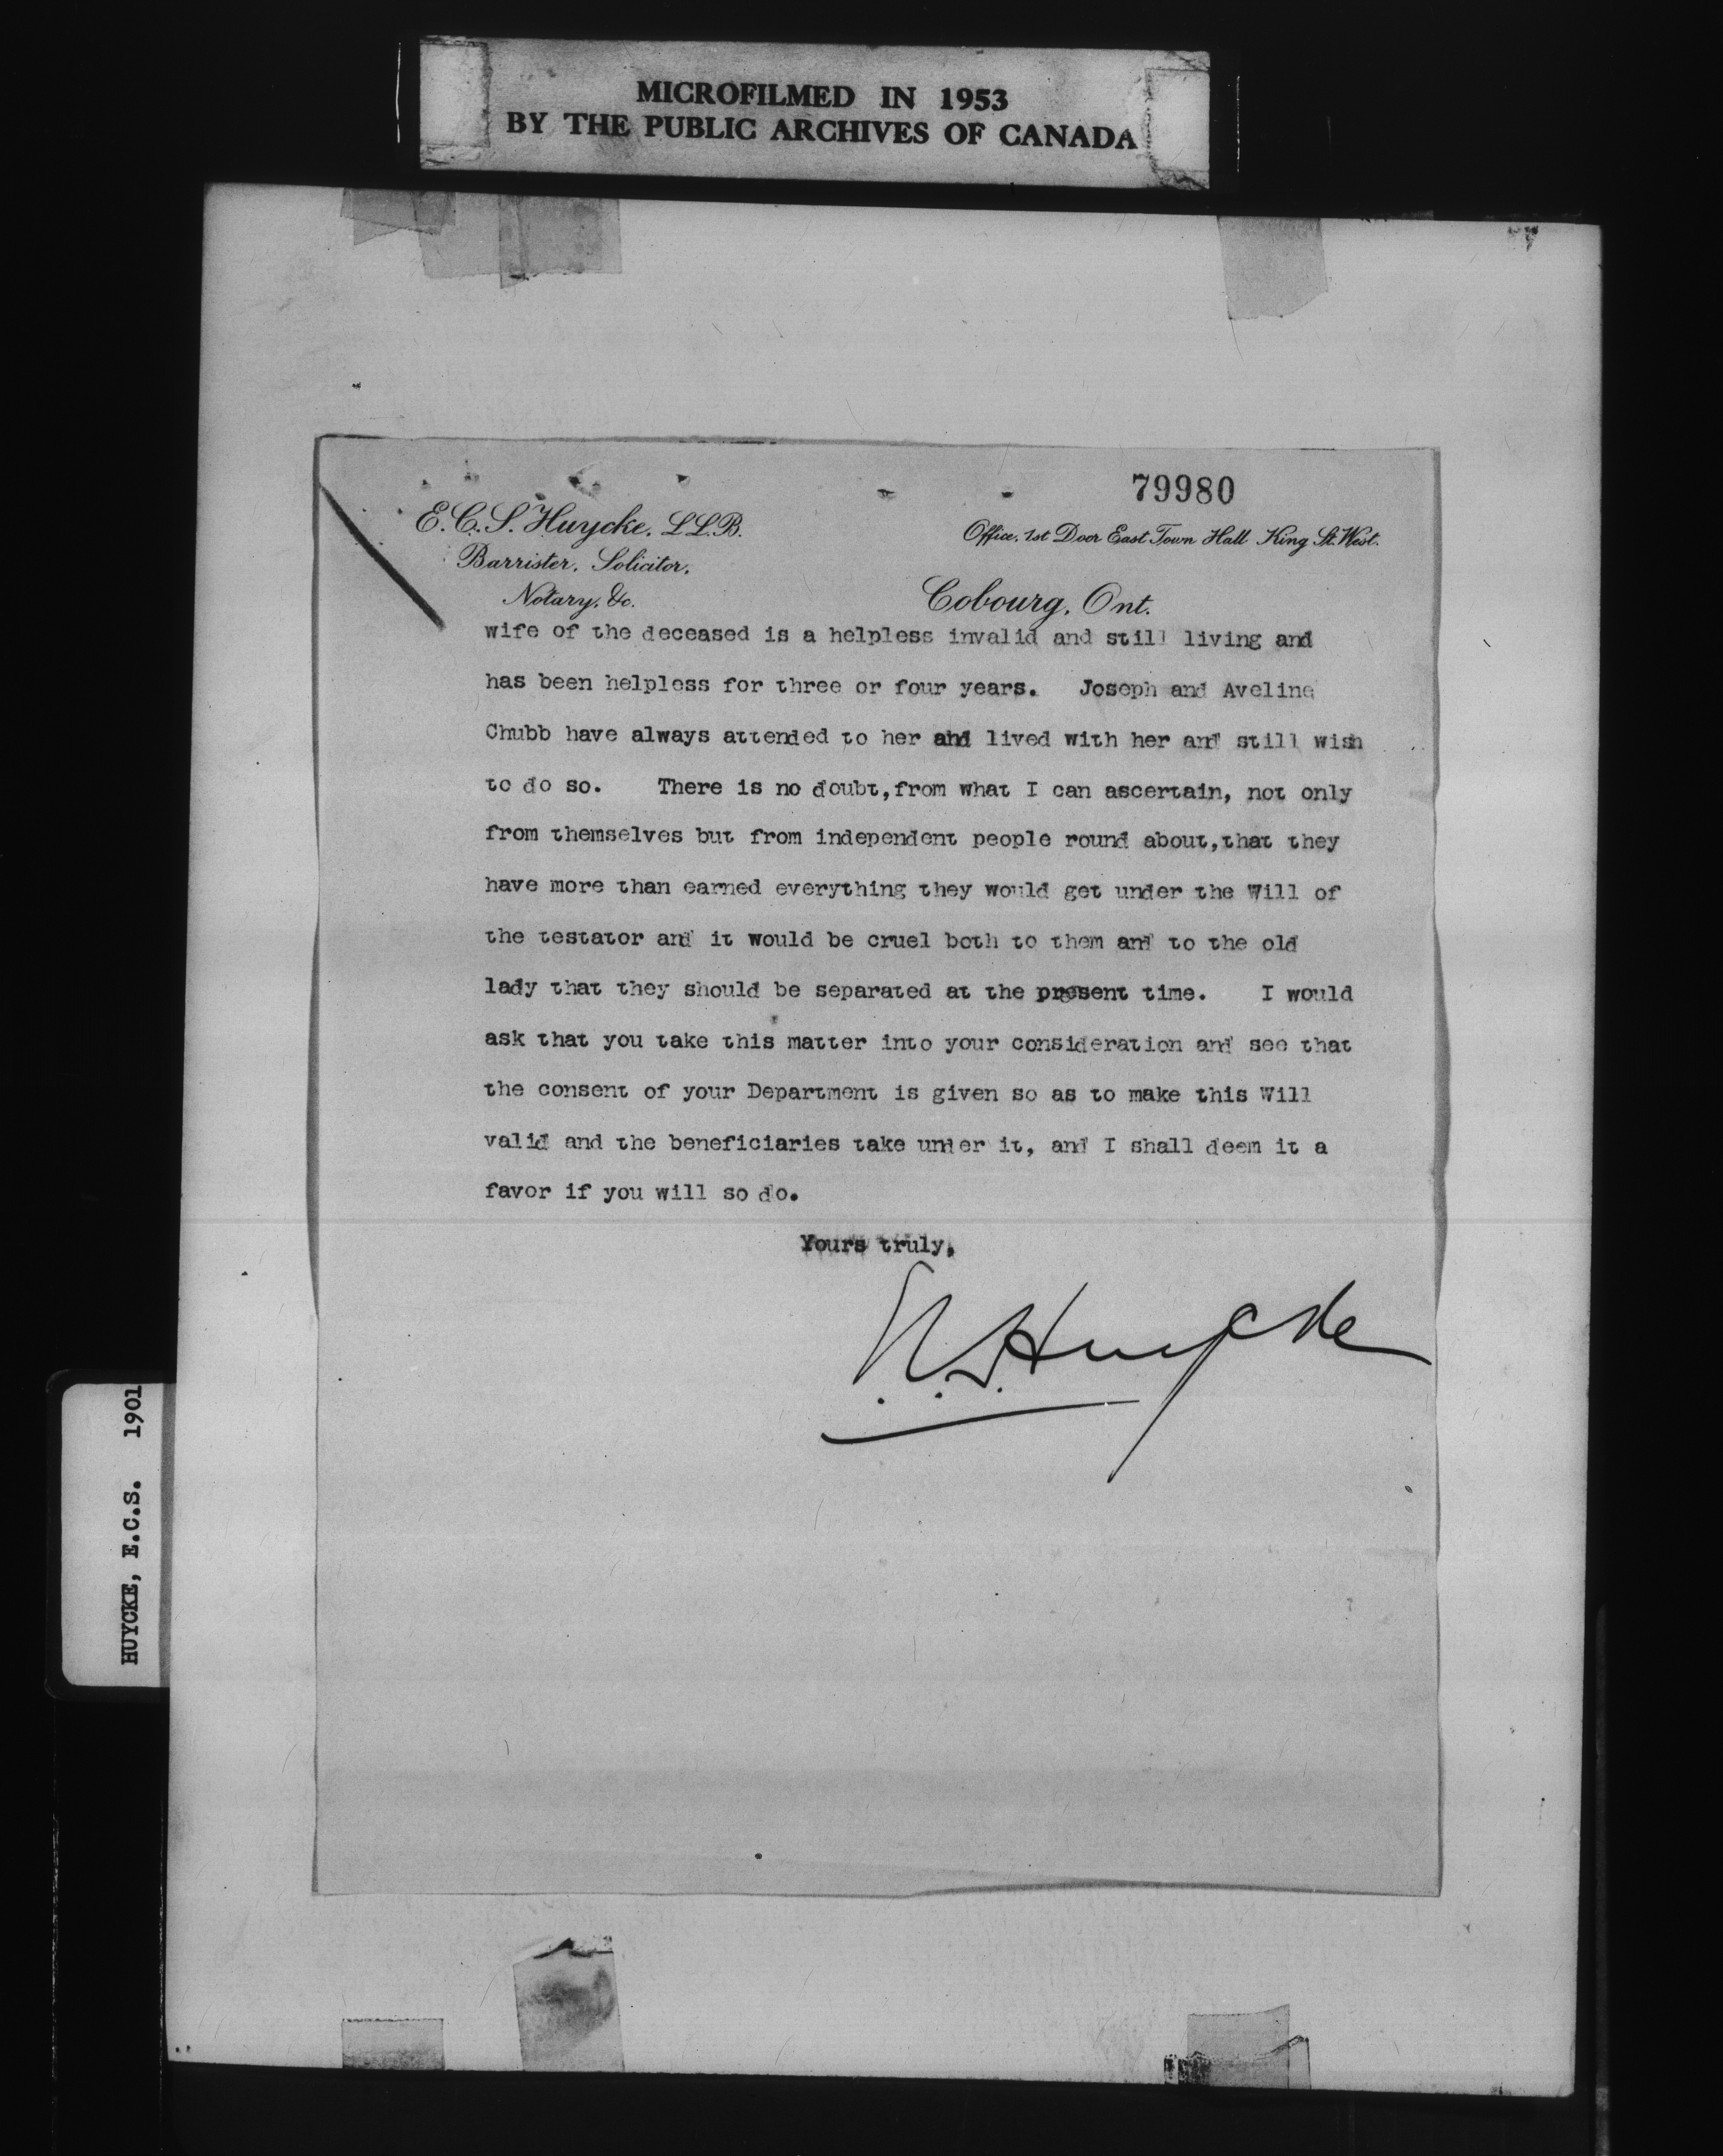 MICROFILMED IN 1953
BY THE PUBLIC ARCHIVES OF CANADA
79980
E. C. S. Huycke, LL.B.
Barrister, Solicitor,
Notary, &c.
Office, 1st Door East Town Hall King St. West.
Cobourg, Ont.
wife of the deceased is a helpless invalid and still living and
has been helpless for three or four years. Joseph and Aveline
Chubb have always attended to her and lived with her and still wish
to do so. There is no doubt, from what I can ascertain, not only
from themselves but from independent people round about, that they
have more than earned everything they would get under the Will of
the testator and it would be cruel both to them and to the old
lady that they should be separated at the present time. I would
ask that you take this matter into your consideration and see that
the consent of your Department is given so as to make this Will
valid and the beneficiaries take under it, and I shall deem it a
favor if you will so do.
Yours truly,
E.C.S. Huycke
HUYCKE, E.C.S. 1901